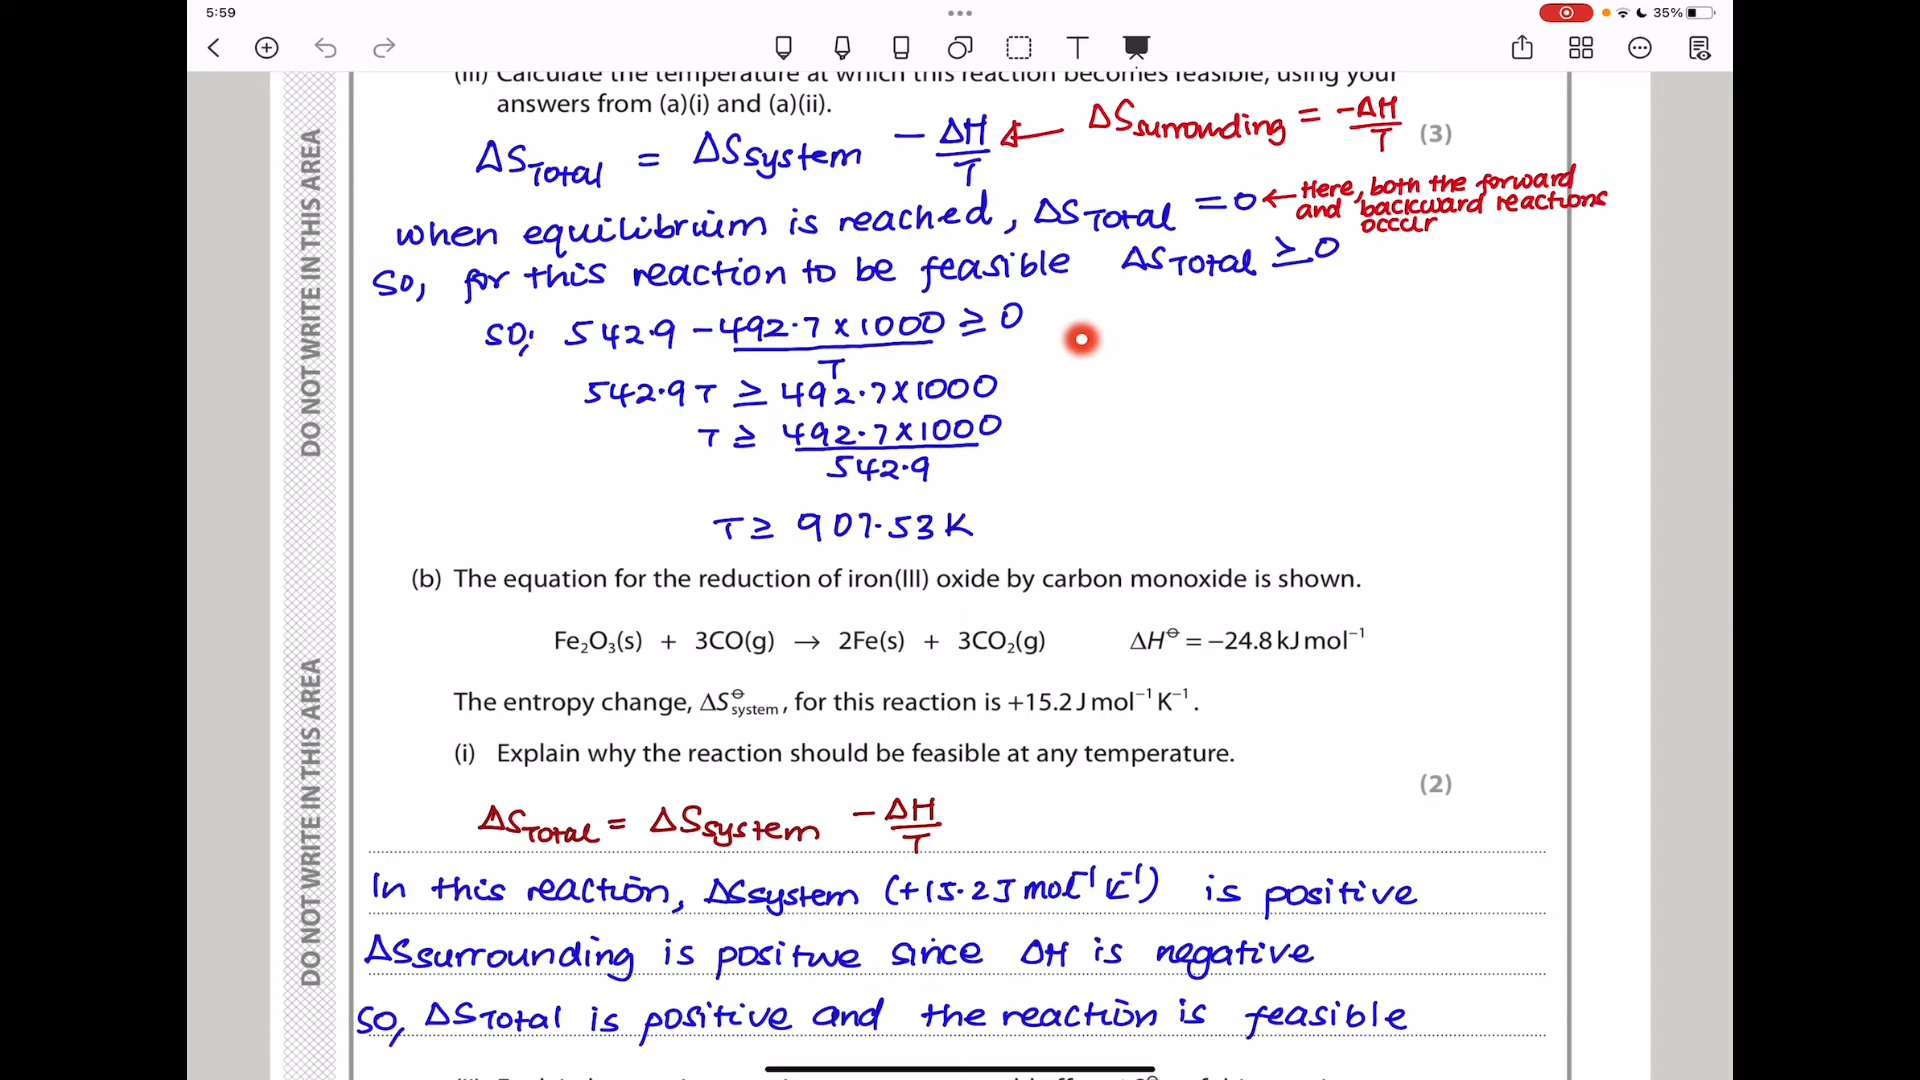 5:59
35%
(iii) Calculate the temperature at which this reaction becomes feasible, using your
answers from (a)(i) and (a)(ii).
(3)
ΔSTotal = ΔSsystem − ΔH/T ← ΔSsurrounding = −ΔH/T
when equilibrium is reached, ΔSTotal = 0 ← Here, both the forward
and backward reactions
occur
So, for this reaction to be feasible ΔSTotal ≥ 0
so, 542.9 − 492.7 × 1000/T ≥ 0
542.9 T ≥ 492.7 × 1000
T ≥ 492.7 × 1000/542.9
T ≥ 907.53 K
(b) The equation for the reduction of iron(III) oxide by carbon monoxide is shown.
Fe₂O₃(s) + 3CO(g) → 2Fe(s) + 3CO₂(g) ΔH⦵ = −24.8 kJ mol⁻¹
The entropy change, ΔS⦵system, for this reaction is +15.2 J mol⁻¹ K⁻¹.
(i) Explain why the reaction should be feasible at any temperature.
(2)
ΔSTotal = ΔSsystem − ΔH/T
In this reaction, ΔSsystem (+15.2 J mol⁻¹ K⁻¹) is positive
ΔSsurrounding is positive since ΔH is negative
so, ΔSTotal is positive and the reaction is feasible
DO NOT WRITE IN THIS AREA
DO NOT WRITE IN THIS AREA